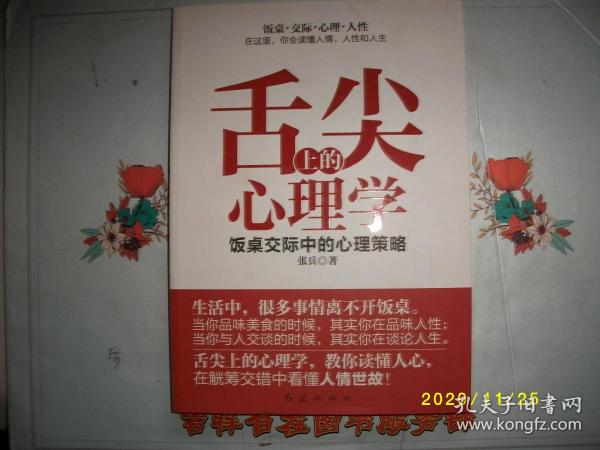 饭桌·交际·心理·人性
在这里，你会读懂人情、人性和人生
舌尖
上的
心理学
饭桌交际中的心理策略
张兵◎著
生活中，很多事情离不开饭桌。
当你品味美食的时候，其实你在品味人性；
当你与人交谈的时候，其实你在谈论人生。
舌尖上的心理学，教你读懂人心，
在觥筹交错中看懂人情世故！
红旗出版社
2020/11/25
孔夫子旧书网
www.kongfz.com